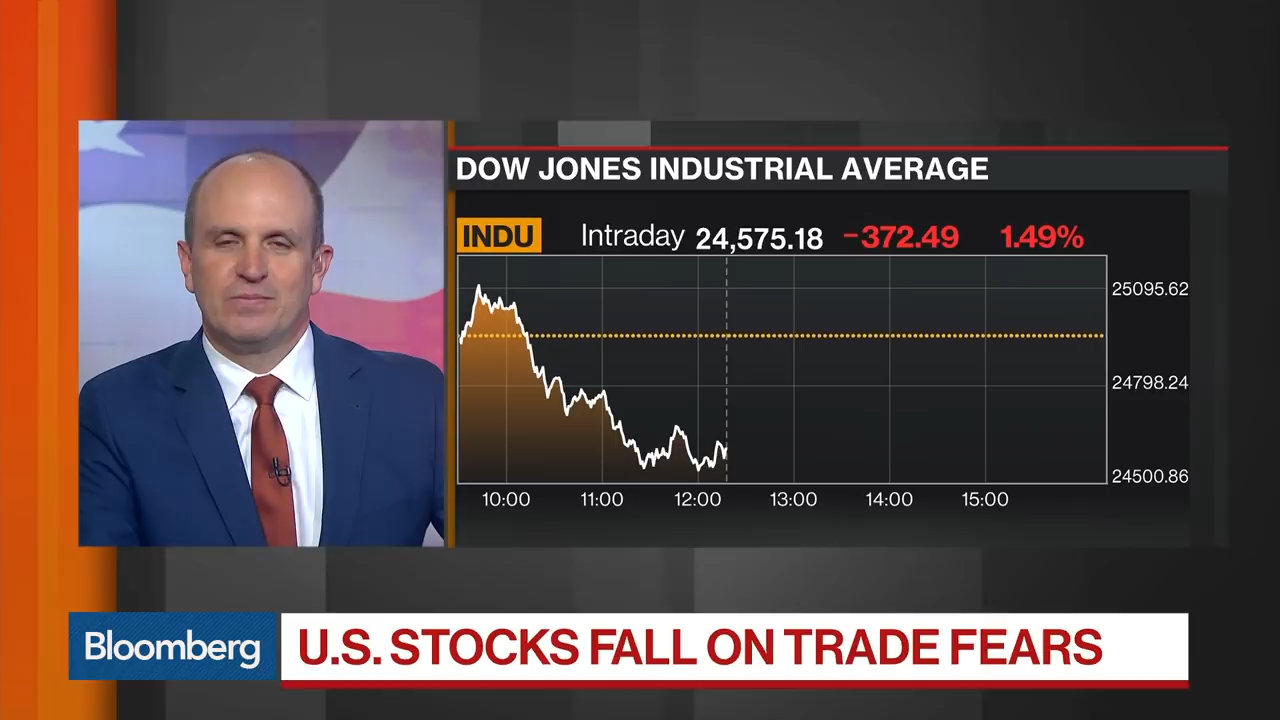 DOW JONES INDUSTRIAL AVERAGE
INDU Intraday 24,575.18 -372.49 1.49%
25095.62
24798.24
24500.86
10:00 11:00 12:00 13:00 14:00 15:00
Bloomberg U.S. STOCKS FALL ON TRADE FEARS